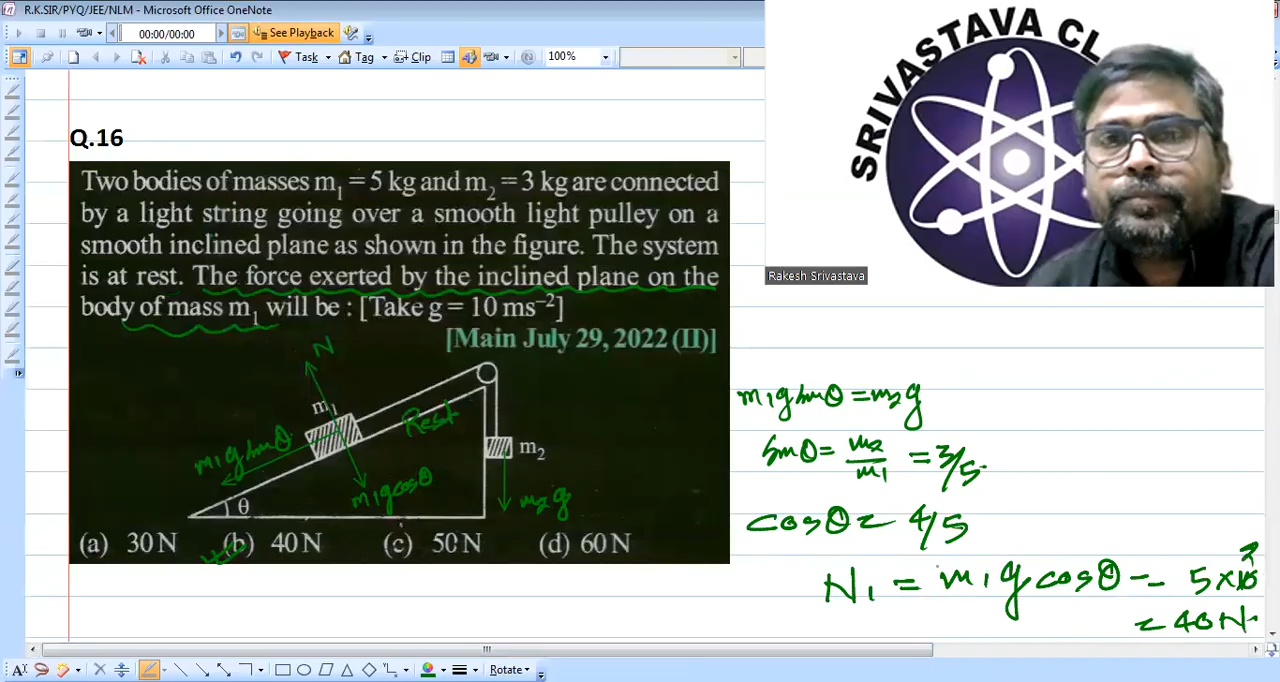 R.K.SIR/PYQ/JEE/NLM - Microsoft Office OneNote
00:00/00:00
See Playback
Task
Tag
Clip
100%
SRIVASTAVA CL
Rakesh Srivastava
Q.16
Two bodies of masses m₁ = 5 kg and m₂ = 3 kg are connected
by a light string going over a smooth light pulley on a
smooth inclined plane as shown in the figure. The system
is at rest. The force exerted by the inclined plane on the
body of mass m₁ will be : [Take g = 10 ms⁻²]
[Main July 29, 2022 (II)]
N
m₁
Rest
m₁g sinθ
m₂
m₁g cosθ
m₂g
θ
(a) 30 N (b) 40 N (c) 50 N (d) 60 N
m₁g sinθ = m₂g
Sinθ = m₂/m₁ = 3/5
cosθ = 4/5
N₁ = m₁g cosθ = 5×10
2
= 40 N
Rotate